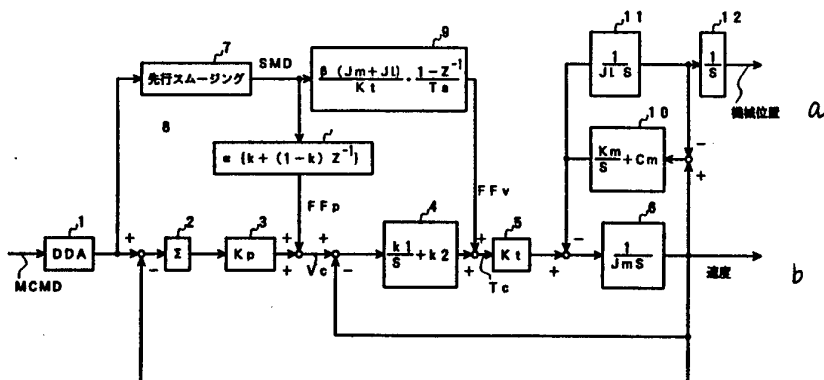 7
先行スムージング
SMD
9
β (Jm+Jl) / Kt · 1-Z⁻¹ / Ts
11
1 / Jl S
12
1 / S
機械位置
a
8
α {k+ (1-k) Z⁻¹}
10
Km / S +Cm
-
+
FFp
FFv
1
DDA
MCMD
+
-
2
Σ
3
Kp
+
+
Vc
+
-
4
k1 / S +k2
+
+
Tc
5
Kt
-
+
6
1 / JmS
速度
b